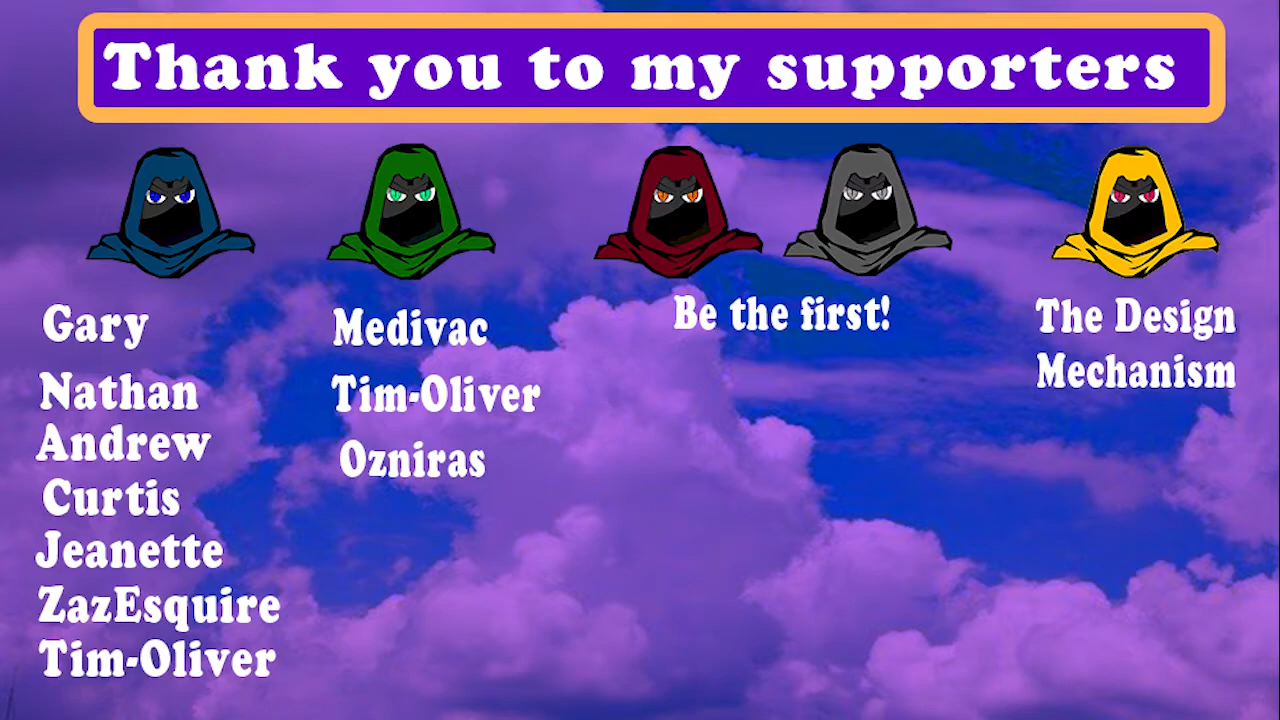 Thank you to my supporters
Gary
Nathan
Andrew
Curtis
Jeanette
ZazEsquire
Tim-Oliver
Medivac
Tim-Oliver
Ozniras
Be the first!
The Design
Mechanism